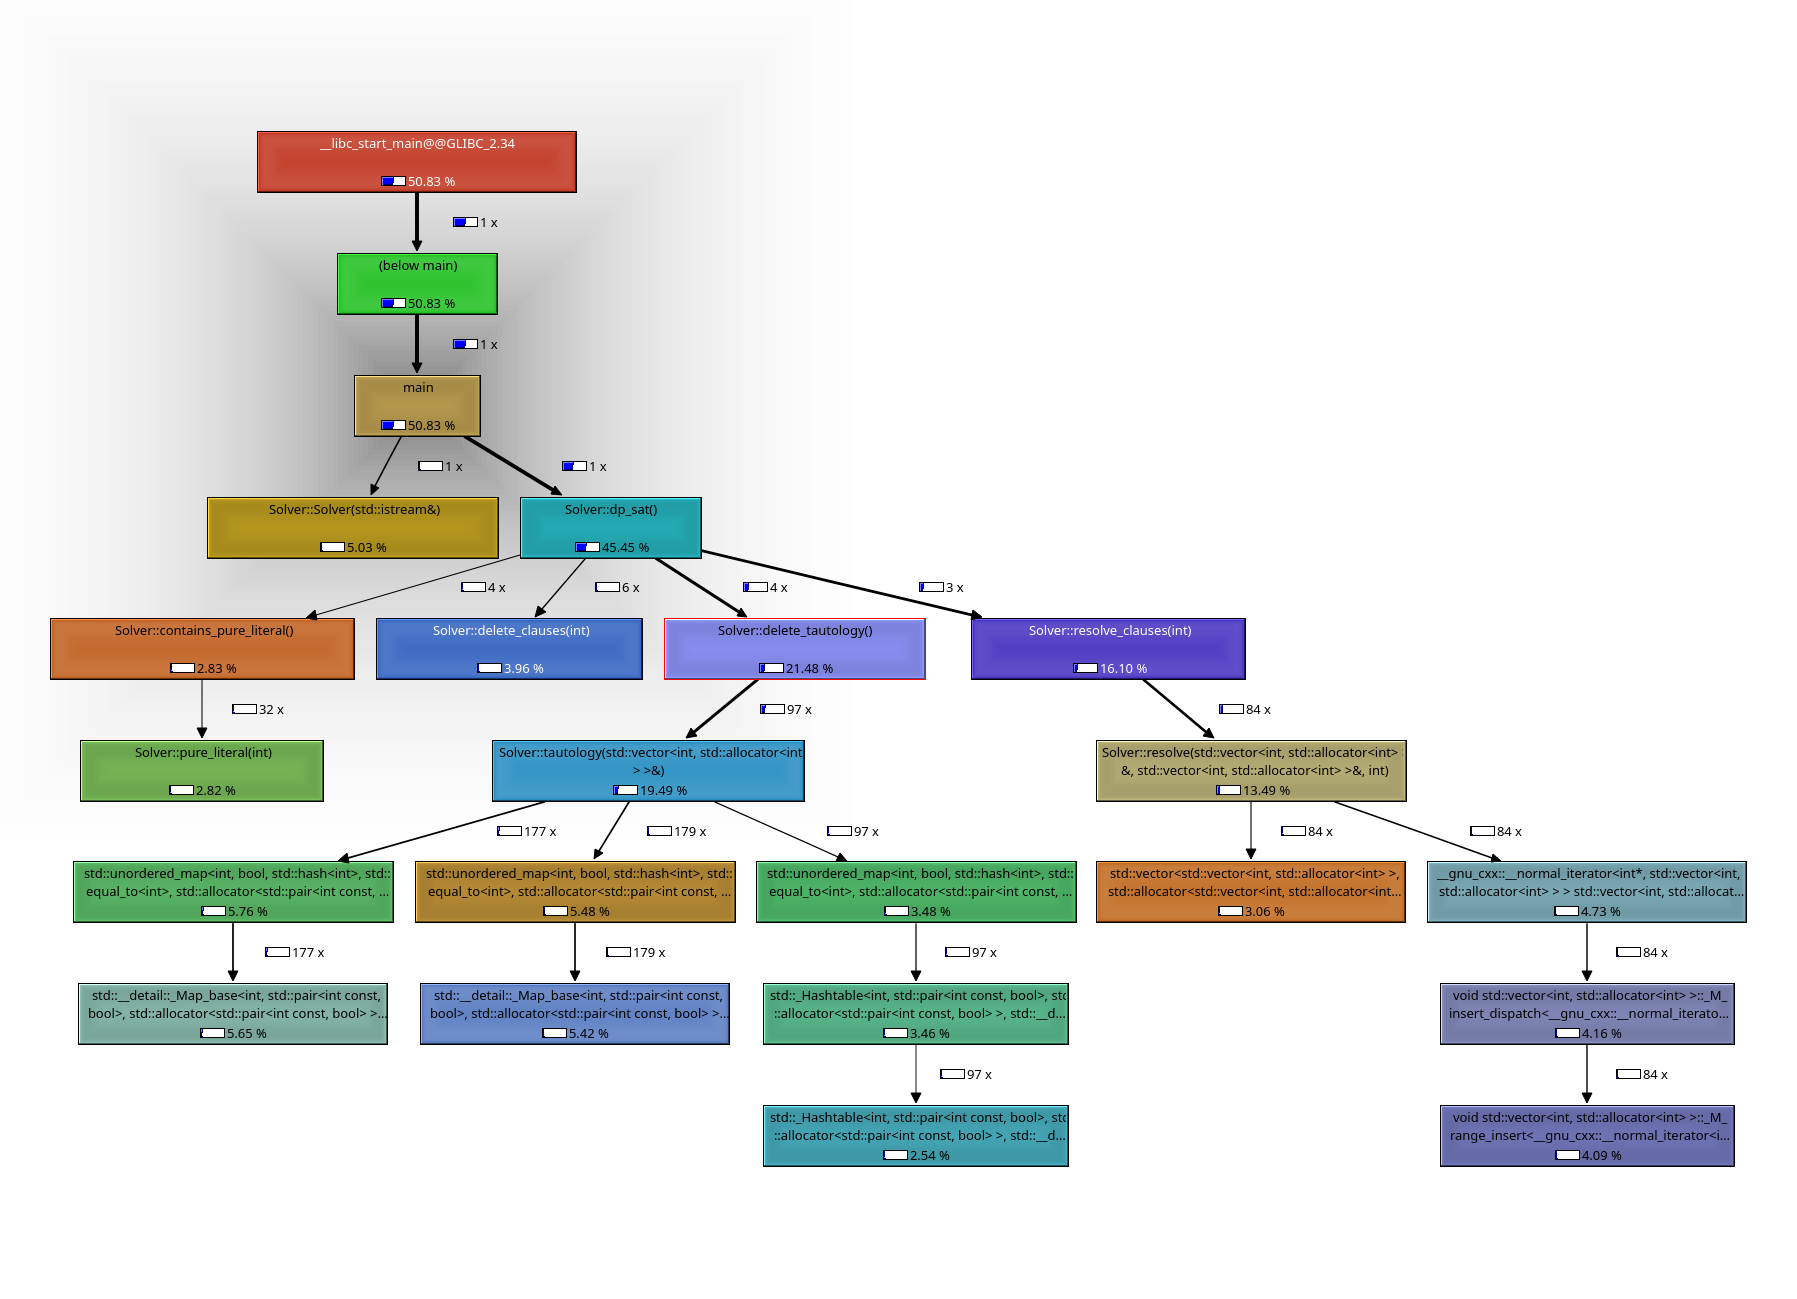 __libc_start_main@@GLIBC_2.34
50.83 %
1 x
(below main)
50.83 %
1 x
main
50.83 %
1 x
1 x
Solver::Solver(std::istream&)
5.03 %
Solver::dp_sat()
45.45 %
4 x
6 x
4 x
3 x
Solver::contains_pure_literal()
2.83 %
Solver::delete_clauses(int)
3.96 %
Solver::delete_tautology()
21.48 %
Solver::resolve_clauses(int)
16.10 %
32 x
97 x
84 x
Solver::pure_literal(int)
2.82 %
Solver::tautology(std::vector<int, std::allocator<int
> >&)
19.49 %
Solver::resolve(std::vector<int, std::allocator<int>
&, std::vector<int, std::allocator<int> >&, int)
13.49 %
177 x
179 x
97 x
84 x
84 x
std::unordered_map<int, bool, std::hash<int>, std::
equal_to<int>, std::allocator<std::pair<int const, ...
5.76 %
std::unordered_map<int, bool, std::hash<int>, std::
equal_to<int>, std::allocator<std::pair<int const, ...
5.48 %
std::unordered_map<int, bool, std::hash<int>, std::
equal_to<int>, std::allocator<std::pair<int const, ...
3.48 %
std::vector<std::vector<int, std::allocator<int> >,
std::allocator<std::vector<int, std::allocator<int...
3.06 %
__gnu_cxx::__normal_iterator<int*, std::vector<int,
std::allocator<int> > > std::vector<int, std::allocat...
4.73 %
177 x
179 x
97 x
84 x
std::__detail::_Map_base<int, std::pair<int const,
bool>, std::allocator<std::pair<int const, bool> >...
5.65 %
std::__detail::_Map_base<int, std::pair<int const,
bool>, std::allocator<std::pair<int const, bool> >...
5.42 %
std::_Hashtable<int, std::pair<int const, bool>, std
::allocator<std::pair<int const, bool> >, std::__d...
3.46 %
void std::vector<int, std::allocator<int> >::_M_
insert_dispatch<__gnu_cxx::__normal_iterato...
4.16 %
97 x
84 x
std::_Hashtable<int, std::pair<int const, bool>, std
::allocator<std::pair<int const, bool> >, std::__d...
2.54 %
void std::vector<int, std::allocator<int> >::_M_
range_insert<__gnu_cxx::__normal_iterator<i...
4.09 %